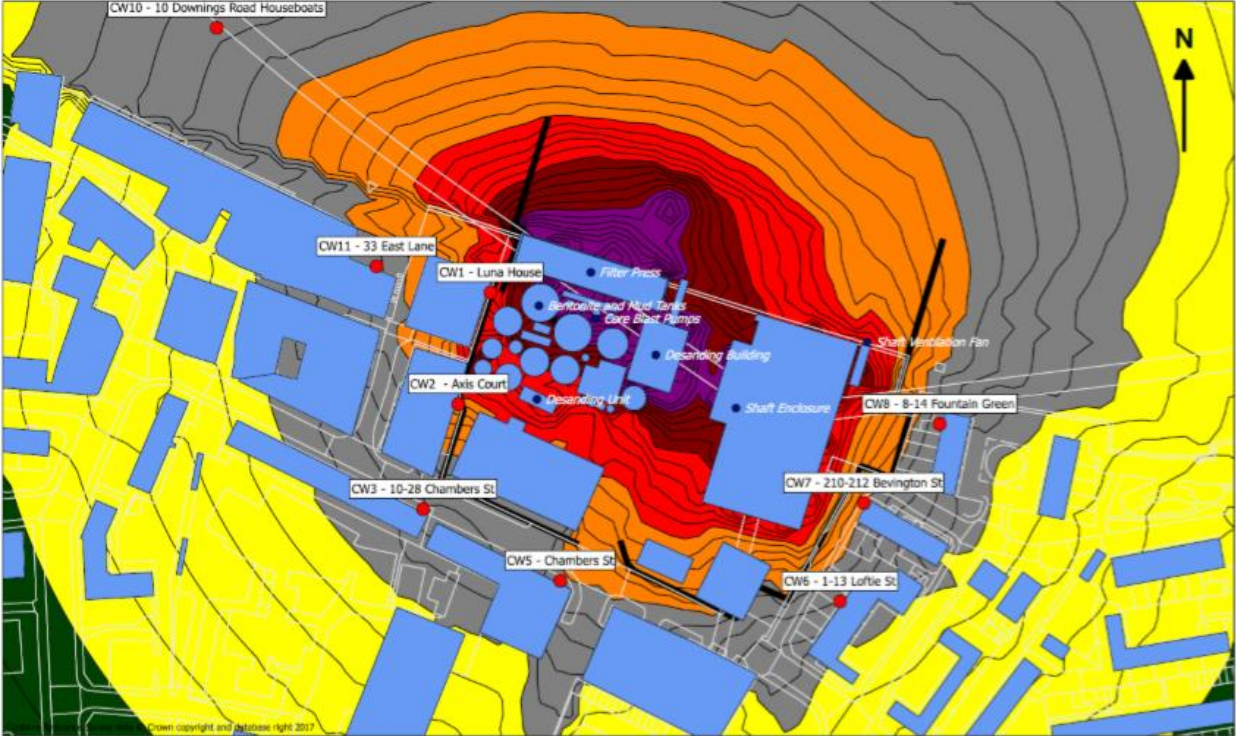 CW10 - 10 Downings Road Houseboats
N
CW11 - 33 East Lane
CW1 - Luna House
Filter Press
Bentonite and Mud Tanks
Core Blast Pumps
Shaft Ventilation Fan
Desanding Building
CW2 - Axis Court
Desanding Unit
Shaft Enclosure
CW8 - 8-14 Fountain Green
CW3 - 10-28 Chambers St
CW7 - 210-212 Bevington St
CW5 - Chambers St
CW6 - 1-13 Loftie St
Crown copyright and database right 2017